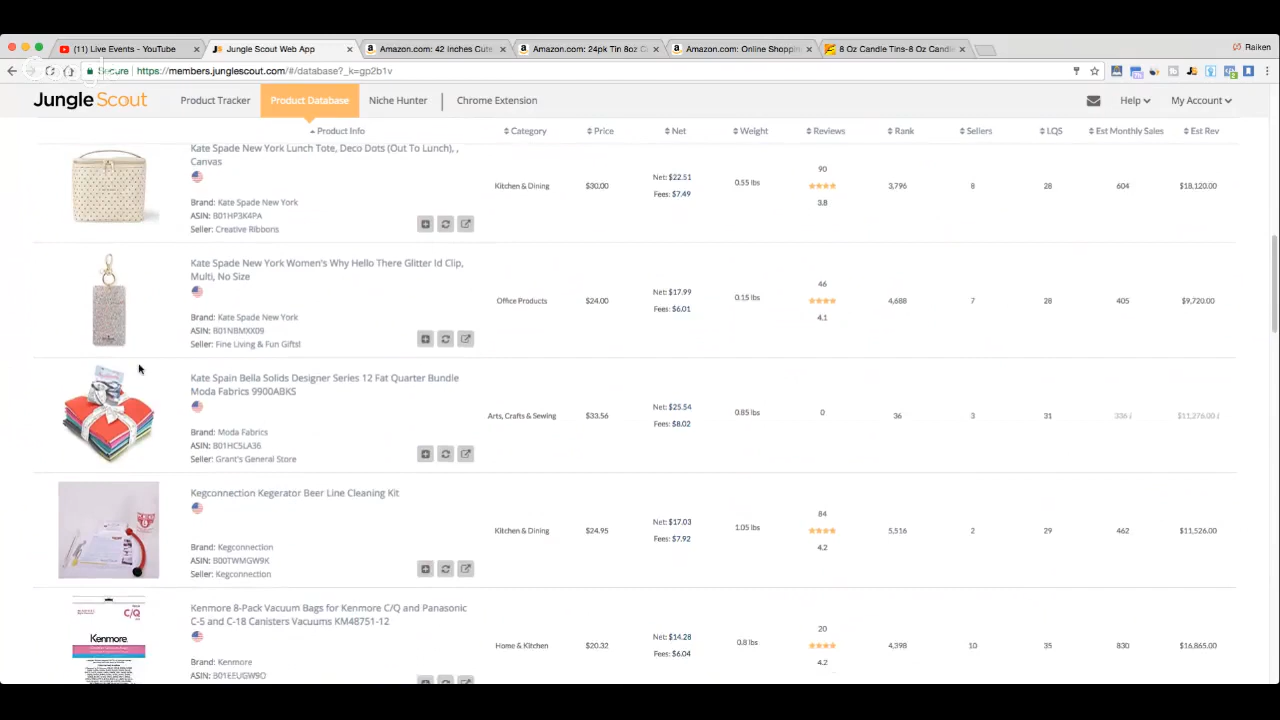 (11) Live Events - YouTube
Jungle Scout Web App
Amazon.com: 42 Inches Cute
Amazon.com: 24pk Tin 8oz C
Amazon.com: Online Shoppin
8 Oz Candle Tins-8 Oz Candl
Raiken
Secure https://members.junglescout.com/#/database?_k=gp2b1v
Jungle Scout
Product Tracker
Product Database
Niche Hunter
Chrome Extension
Help
My Account
Product Info Category Price Net Weight Reviews Rank Sellers LQS Est Monthly Sales Est Rev
Kate Spade New York Lunch Tote, Deco Dots (Out To Lunch), ,
Canvas
Brand: Kate Spade New York
ASIN: B01HP3K4PA
Seller: Creative Ribbons
Kitchen & Dining
$30.00
Net: $22.51
Fees: $7.49
0.55 lbs
90
3.8
3,796
8
28
604
$18,120.00
Kate Spade New York Women's Why Hello There Glitter Id Clip,
Multi, No Size
Brand: Kate Spade New York
ASIN: B01NBMXX09
Seller: Fine Living & Fun Gifts!
Office Products
$24.00
Net: $17.99
Fees: $6.01
0.15 lbs
46
4.1
4,688
7
28
405
$9,720.00
Kate Spain Bella Solids Designer Series 12 Fat Quarter Bundle
Moda Fabrics 9900ABKS
Brand: Moda Fabrics
ASIN: B01HC5LA36
Seller: Grant's General Store
Arts, Crafts & Sewing
$33.56
Net: $25.54
Fees: $8.02
0.85 lbs
0
36
3
31
336
$11,276.00
Kegconnection Kegerator Beer Line Cleaning Kit
Brand: Kegconnection
ASIN: B00TWMGW9K
Seller: Kegconnection
Kitchen & Dining
$24.95
Net: $17.03
Fees: $7.92
1.05 lbs
84
4.2
5,516
2
29
462
$11,526.00
C/Q
Kenmore
Kenmore 8-Pack Vacuum Bags for Kenmore C/Q and Panasonic
C-5 and C-18 Canisters Vacuums KM48751-12
Brand: Kenmore
ASIN: B01EEUGW9O
Home & Kitchen
$20.32
Net: $14.28
Fees: $6.04
0.8 lbs
20
4.2
4,398
10
35
830
$16,865.00